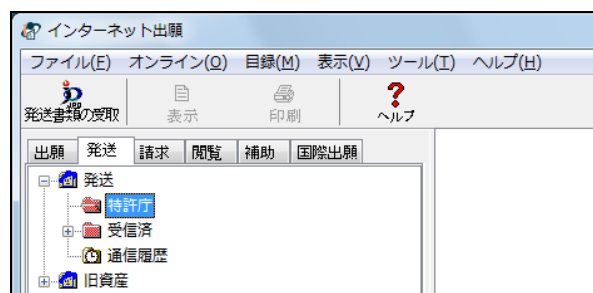 インターネット出願
ファイル(F) オンライン(O) 目録(M) 表示(V) ツール(T) ヘルプ(H)
発送書類の受取 表示 印刷 ヘルプ
出願 発送 請求 閲覧 補助 国際出願
発送
特許庁
受信済
通信履歴
旧資産